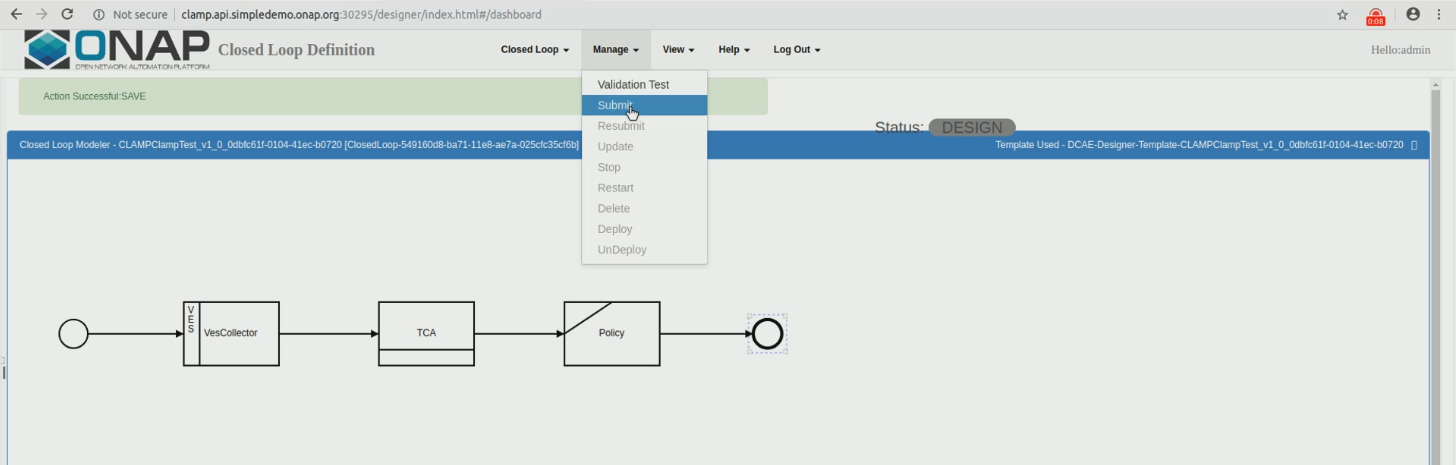 Not secure clamp.api.simpledemo.onap.org:30295/designer/index.html#/dashboard
0:08
ONAP
OPEN NETWORK AUTOMATION PLATFORM
Closed Loop Definition
Closed Loop Manage View Help Log Out
Hello:admin
Action Successful:SAVE
Validation Test
Submit
Resubmit
Update
Stop
Restart
Delete
Deploy
UnDeploy
Status: DESIGN
Closed Loop Modeler - CLAMPClampTest_v1_0_0dbfc61f-0104-41ec-b0720 [ClosedLoop-549160d8-ba71-11e8-ae7a-025cfc35cf6b]
Template Used - DCAE-Designer-Template-CLAMPClampTest_v1_0_0dbfc61f-0104-41ec-b0720
VES
VesCollector
TCA
Policy